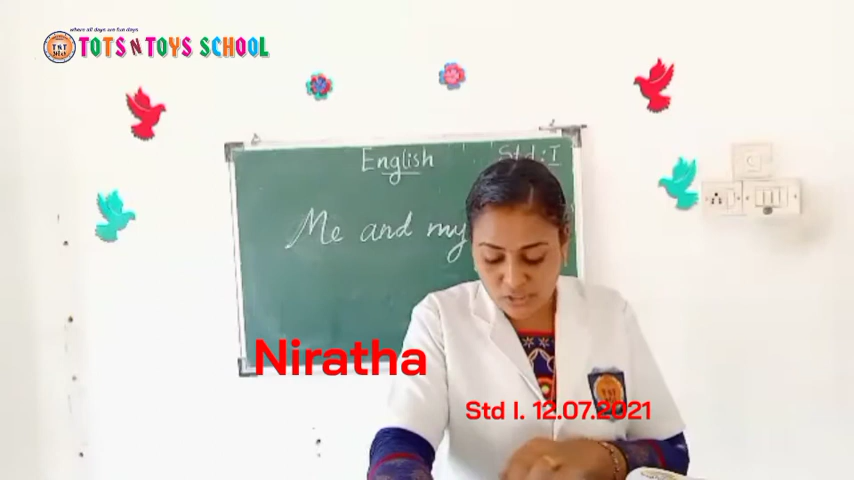 where all days are fun days
TST
TOTS N TOYS SCHOOL
English
Std : I
Me and my
Niratha
Std I. 12.07.2021